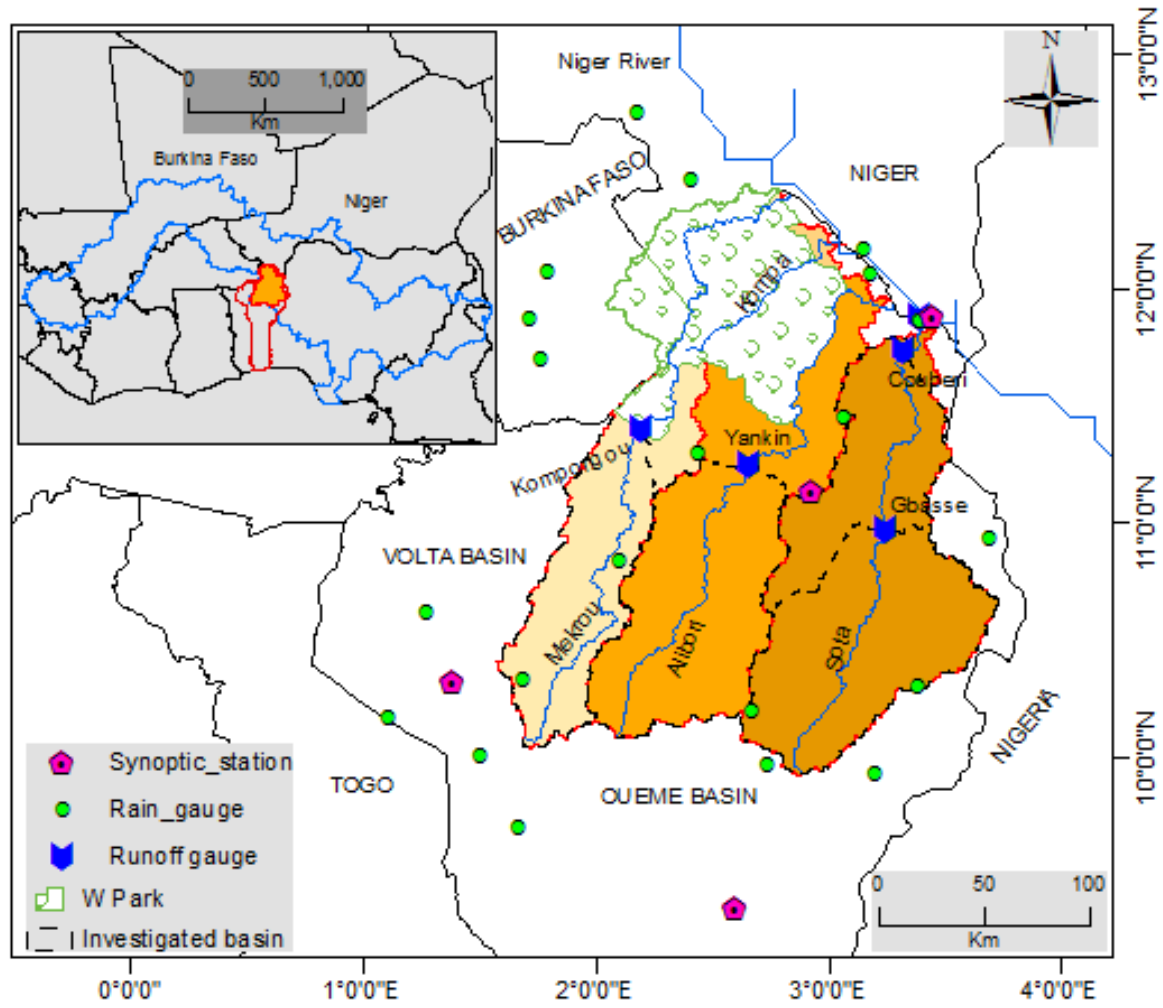 0 500 1,000
Km
Burkina Faso
Niger
Niger River
N
BURKINA FASO
NIGER
Kompa
Yankin
Kompongou
Gbasse
VOLTA BASIN
Mekrou
Alibori
Sota
NIGERIA
TOGO
OUEME BASIN
Synoptic_station
Rain_gauge
Runoff gauge
W Park
Investigated basin
0 50 100
Km
13°0'0"N
12°0'0"N
11°0'0"N
10°0'0"N
0°0'0" 1°0'0"E 2°0'0"E 3°0'0"E 4°0'0"E